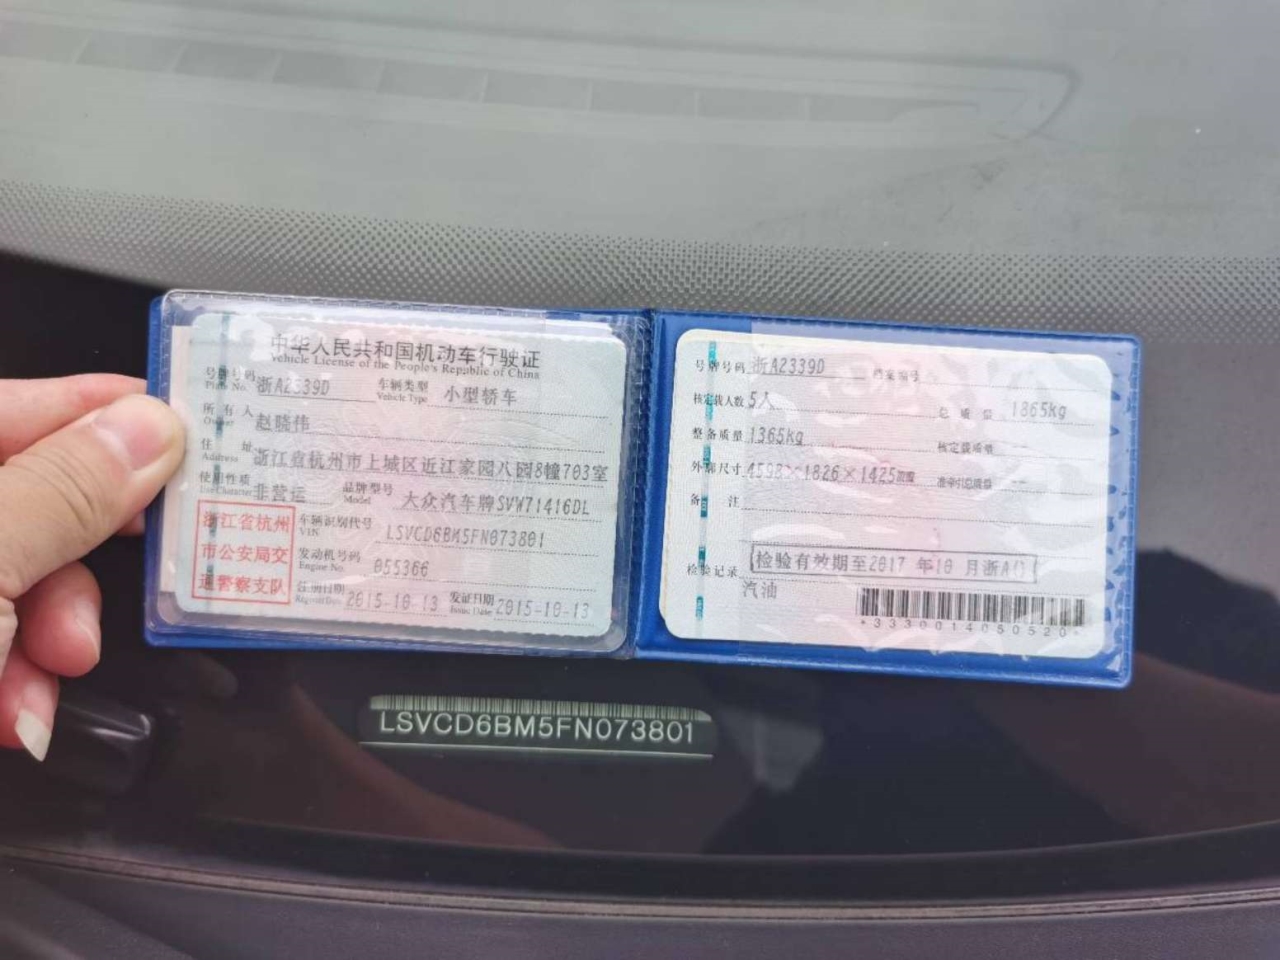 中华人民共和国机动车行驶证
Vehicle License of the People's Republic of China
号牌号码 浙A2339D 车辆类型 小型轿车
Plate No. Vehicle Type
所有人 赵晓伟
Owner
住址 浙江省杭州市上城区近江家园八园8幢703室
Address
使用性质 非营运 品牌型号 大众汽车牌SVW71416DL
Use Character Model
浙江省杭州
市公安局交
通警察支队
车辆识别代号 LSVCD6BM5FN073801
VIN
发动机号码 055366
Engine No.
注册日期 2015-10-13 发证日期 2015-10-13
Register Date Issue Date
号牌号码 浙A2339D 档案编号
核定载人数 5人 总质量 1865kg
整备质量 1365kg 核定载质量 --
外廓尺寸 4598×1826×1425mm 准牵引总质量 --
备注
检验记录 检验有效期至2017年10月浙A()
汽油
*3330014080520*
LSVCD6BM5FN073801